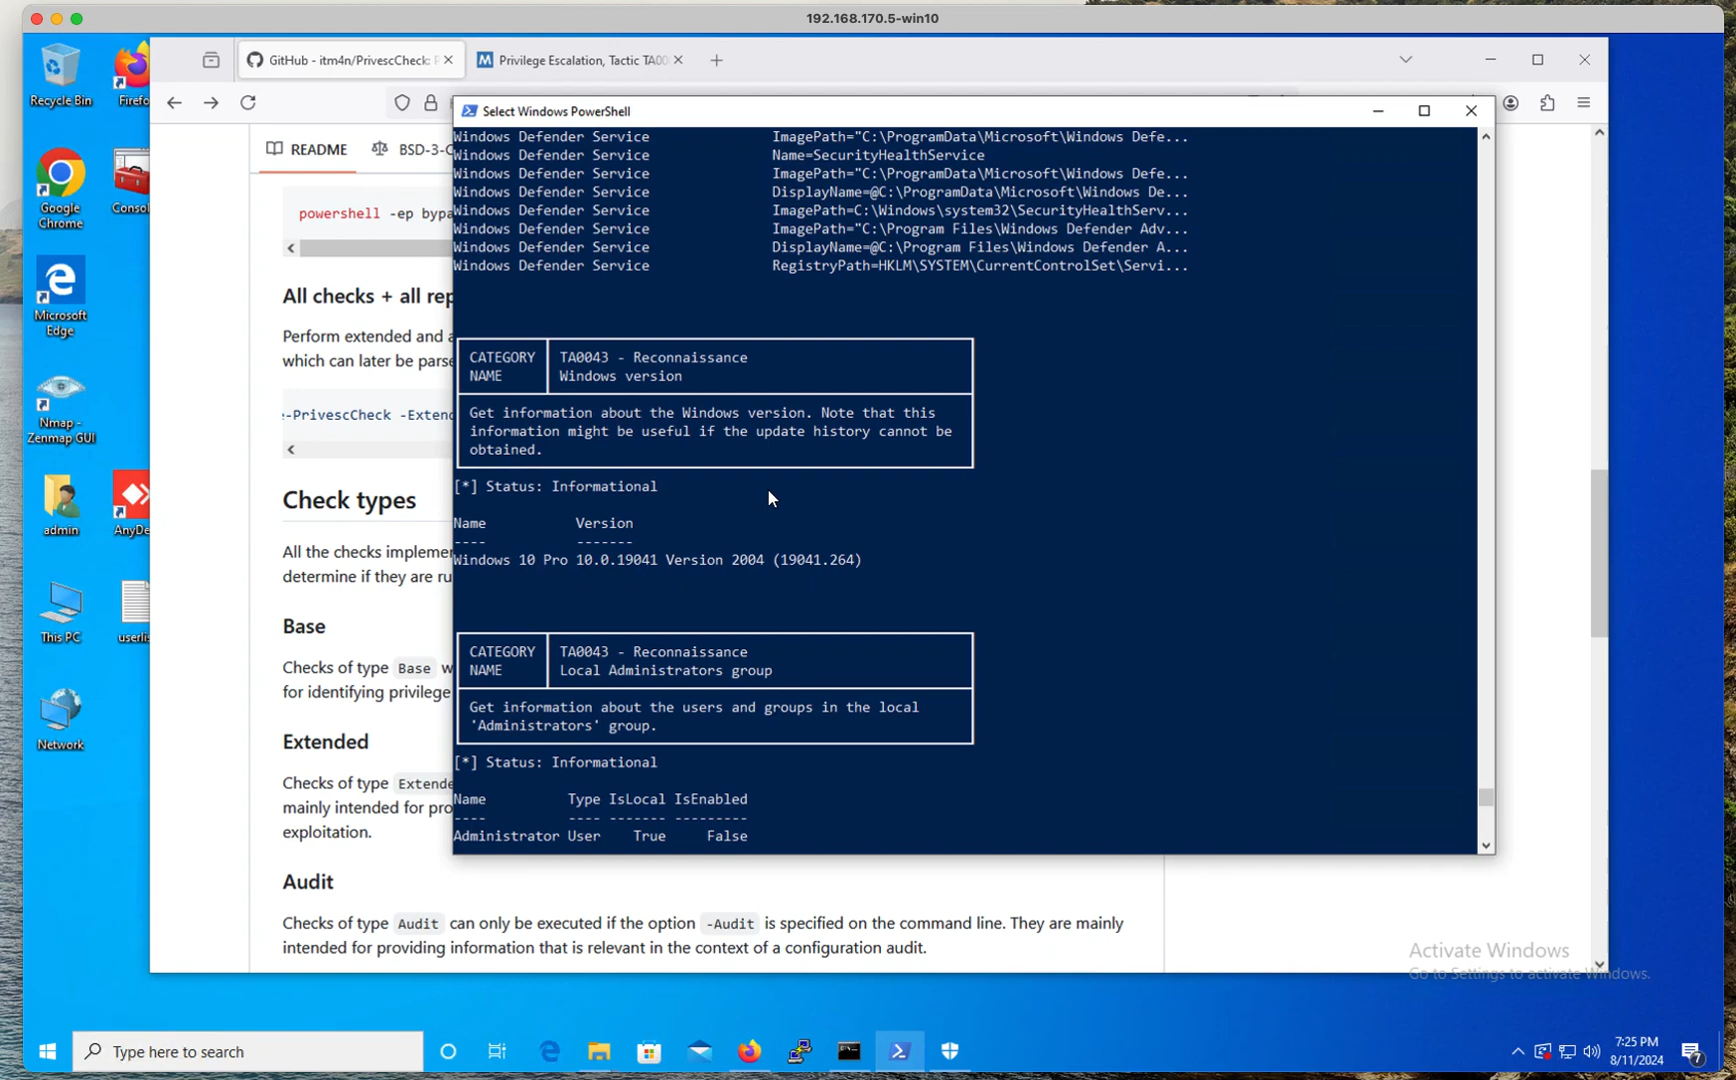 192.168.170.5-win10
Recycle Bin
Firefo
Google
Chrome
Consol
Microsoft
Edge
Nmap -
Zenmap GUI
admin
AnyDe
This PC
userlis
Network
GitHub - itm4n/PrivescCheck: P
Privilege Escalation, Tactic TA00
README
BSD-3-C
powershell -ep bypa
All checks + all rep
Perform extended and a
which can later be parse
-PrivescCheck -Extend
Check types
All the checks implemen
determine if they are ru
Base
Checks of type Base w
for identifying privilege
Extended
Checks of type Extende
mainly intended for pro
exploitation.
Audit
Checks of type Audit can only be executed if the option -Audit is specified on the command line. They are mainly
intended for providing information that is relevant in the context of a configuration audit.
Select Windows PowerShell
Windows Defender Service ImagePath="C:\ProgramData\Microsoft\Windows Defe...
Windows Defender Service Name=SecurityHealthService
Windows Defender Service ImagePath="C:\ProgramData\Microsoft\Windows Defe...
Windows Defender Service DisplayName=@C:\ProgramData\Microsoft\Windows De...
Windows Defender Service ImagePath=C:\Windows\system32\SecurityHealthServ...
Windows Defender Service ImagePath="C:\Program Files\Windows Defender Adv...
Windows Defender Service DisplayName=@C:\Program Files\Windows Defender A...
Windows Defender Service RegistryPath=HKLM\SYSTEM\CurrentControlSet\Servi...
CATEGORY TA0043 - Reconnaissance
NAME Windows version
Get information about the Windows version. Note that this
information might be useful if the update history cannot be
obtained.
[*] Status: Informational
Name Version
---- -------
Windows 10 Pro 10.0.19041 Version 2004 (19041.264)
CATEGORY TA0043 - Reconnaissance
NAME Local Administrators group
Get information about the users and groups in the local
'Administrators' group.
[*] Status: Informational
Name Type IsLocal IsEnabled
---- ---- ------- ---------
Administrator User True False
Activate Windows
Go to Settings to activate Windows.
Type here to search
7:25 PM
8/11/2024
7